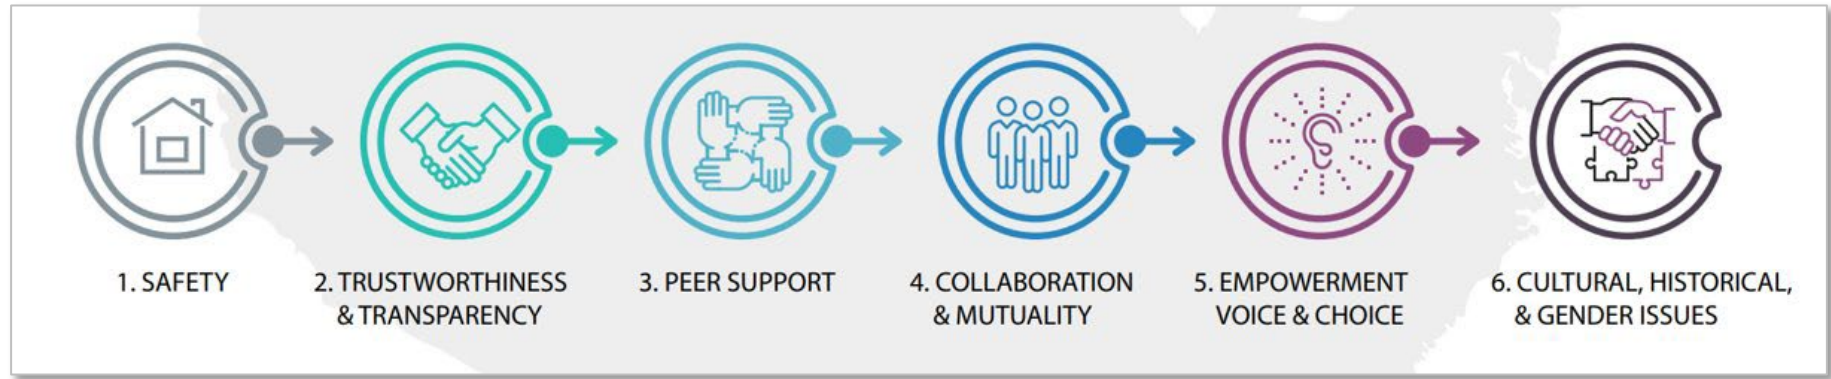 1. SAFETY
2. TRUSTWORTHINESS
& TRANSPARENCY
3. PEER SUPPORT
4. COLLABORATION
& MUTUALITY
5. EMPOWERMENT
VOICE & CHOICE
6. CULTURAL, HISTORICAL,
& GENDER ISSUES